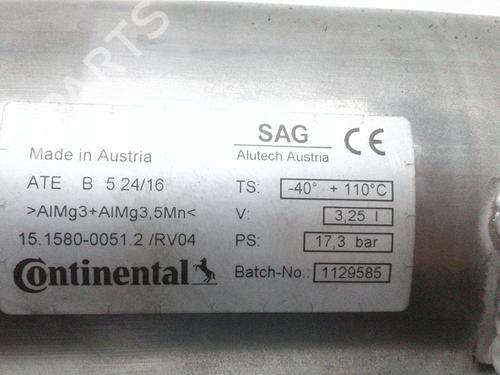 PARTS
SAG
CE
Made in Austria
Alutech Austria
ATE B 5 24/16
TS: -40° + 110°C
>AlMg3+AlMg3,5Mn<
V: 3,25 l
15.1580-0051.2 /RV04
PS: 17,3 bar
Continental
Batch-No.: 1129585